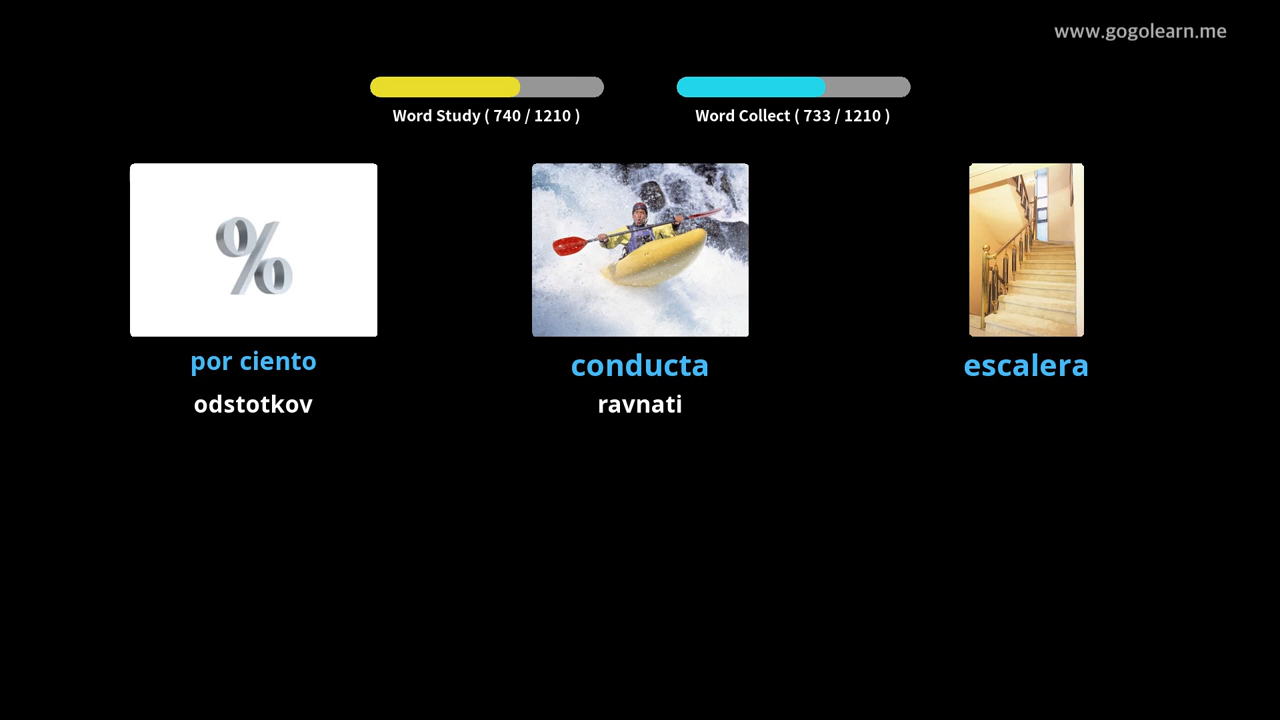 www.gogolearn.me
Word Study ( 740 / 1210 )
Word Collect ( 733 / 1210 )
%
por ciento
conducta
escalera
odstotkov
ravnati